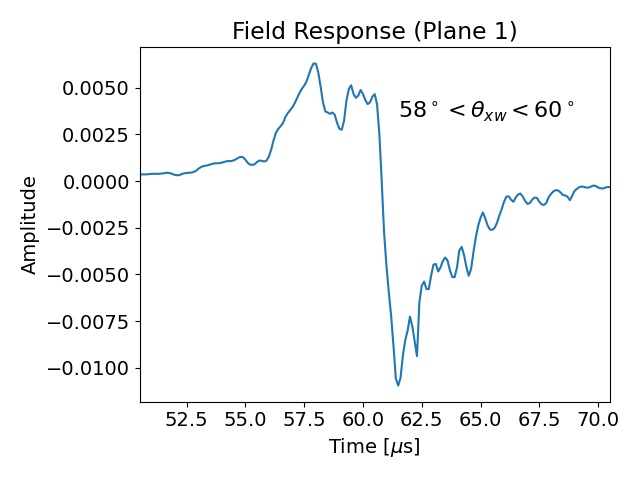 Field Response (Plane 1)
0.0050
0.0025
0.0000
−0.0025
−0.0050
−0.0075
−0.0100
Amplitude
58° < θxw < 60°
52.5 55.0 57.5 60.0 62.5 65.0 67.5 70.0
Time [μs]